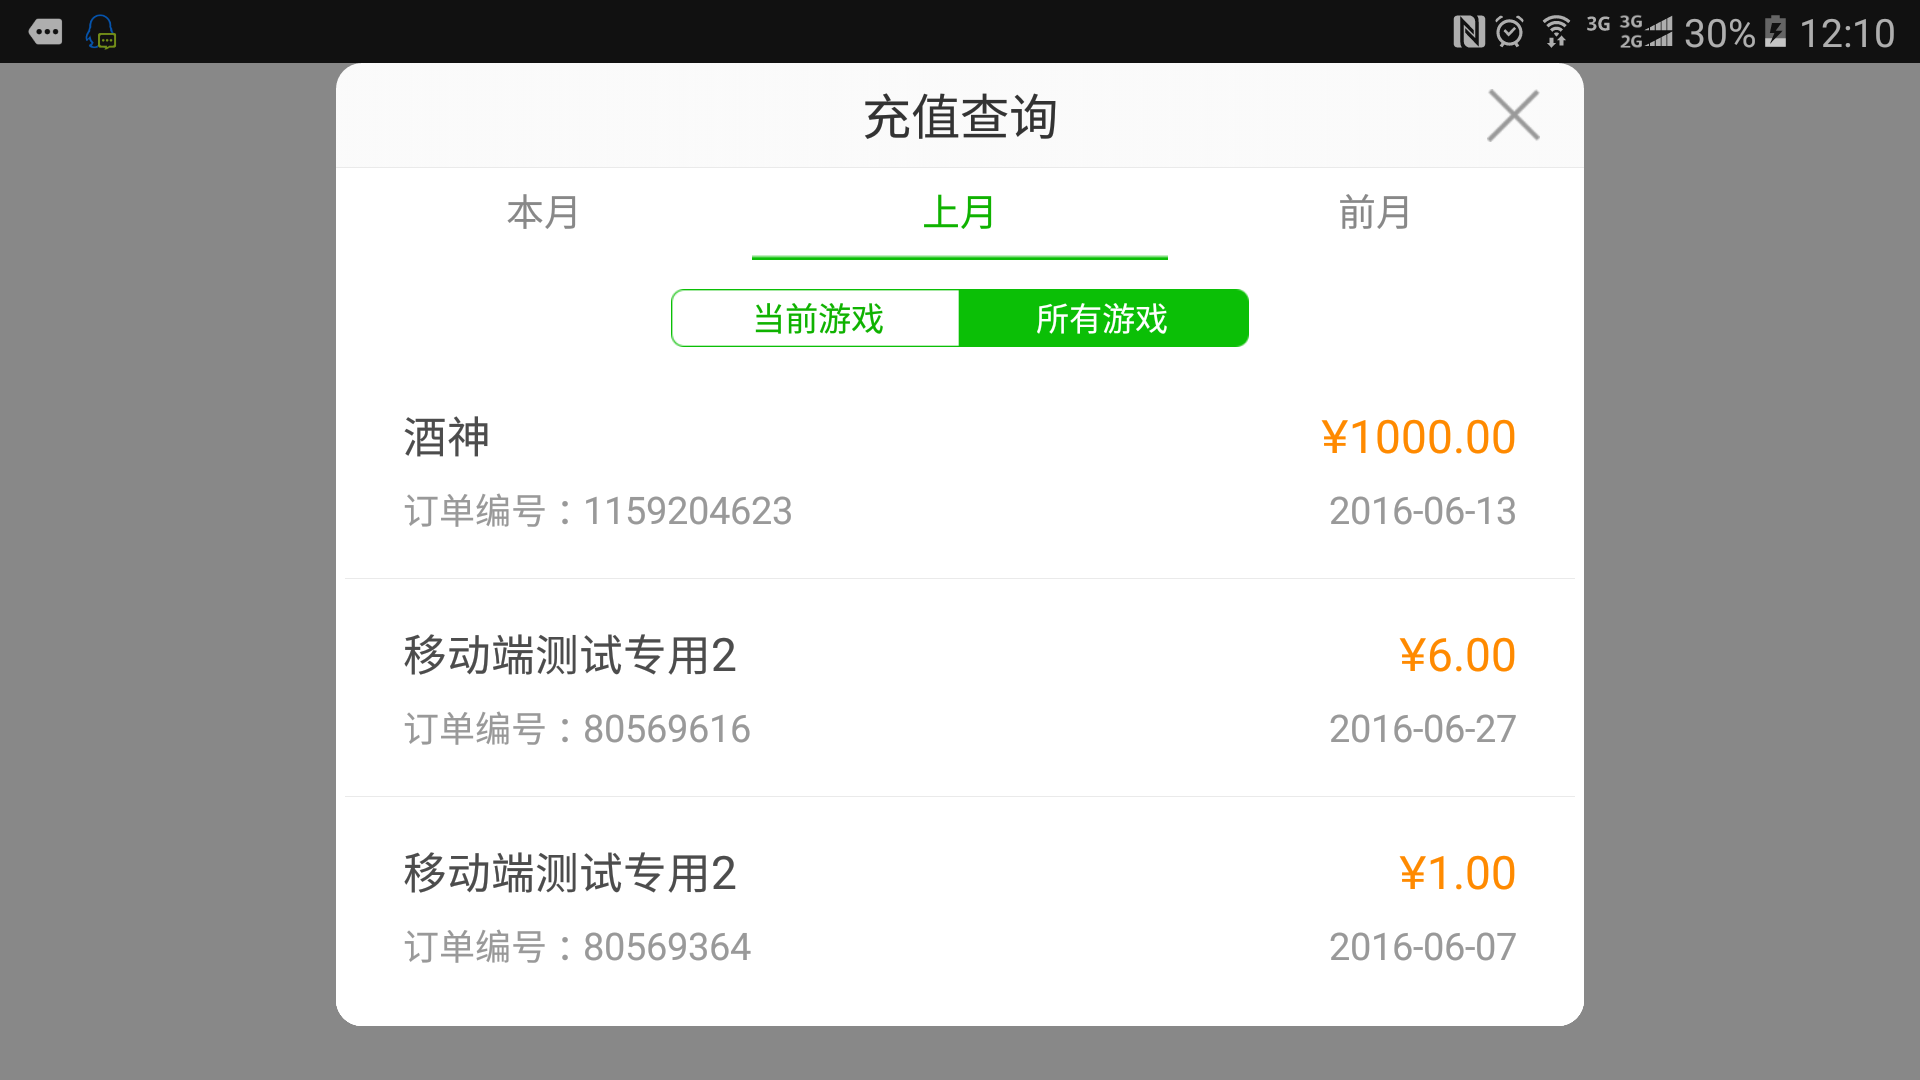 3G 3G 2G 30% 12:10
充值查询
本月 上月 前月
当前游戏 所有游戏
酒神 ¥1000.00
订单编号：1159204623 2016-06-13
移动端测试专用2 ¥6.00
订单编号：80569616 2016-06-27
移动端测试专用2 ¥1.00
订单编号：80569364 2016-06-07